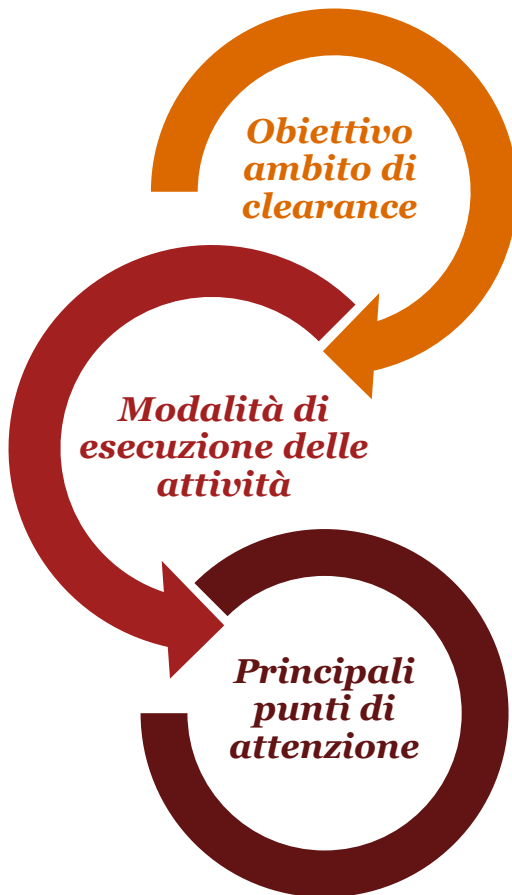 Obiettivo
ambito di
clearance
Modalità di
esecuzione delle
attività
Principali
punti di
attenzione